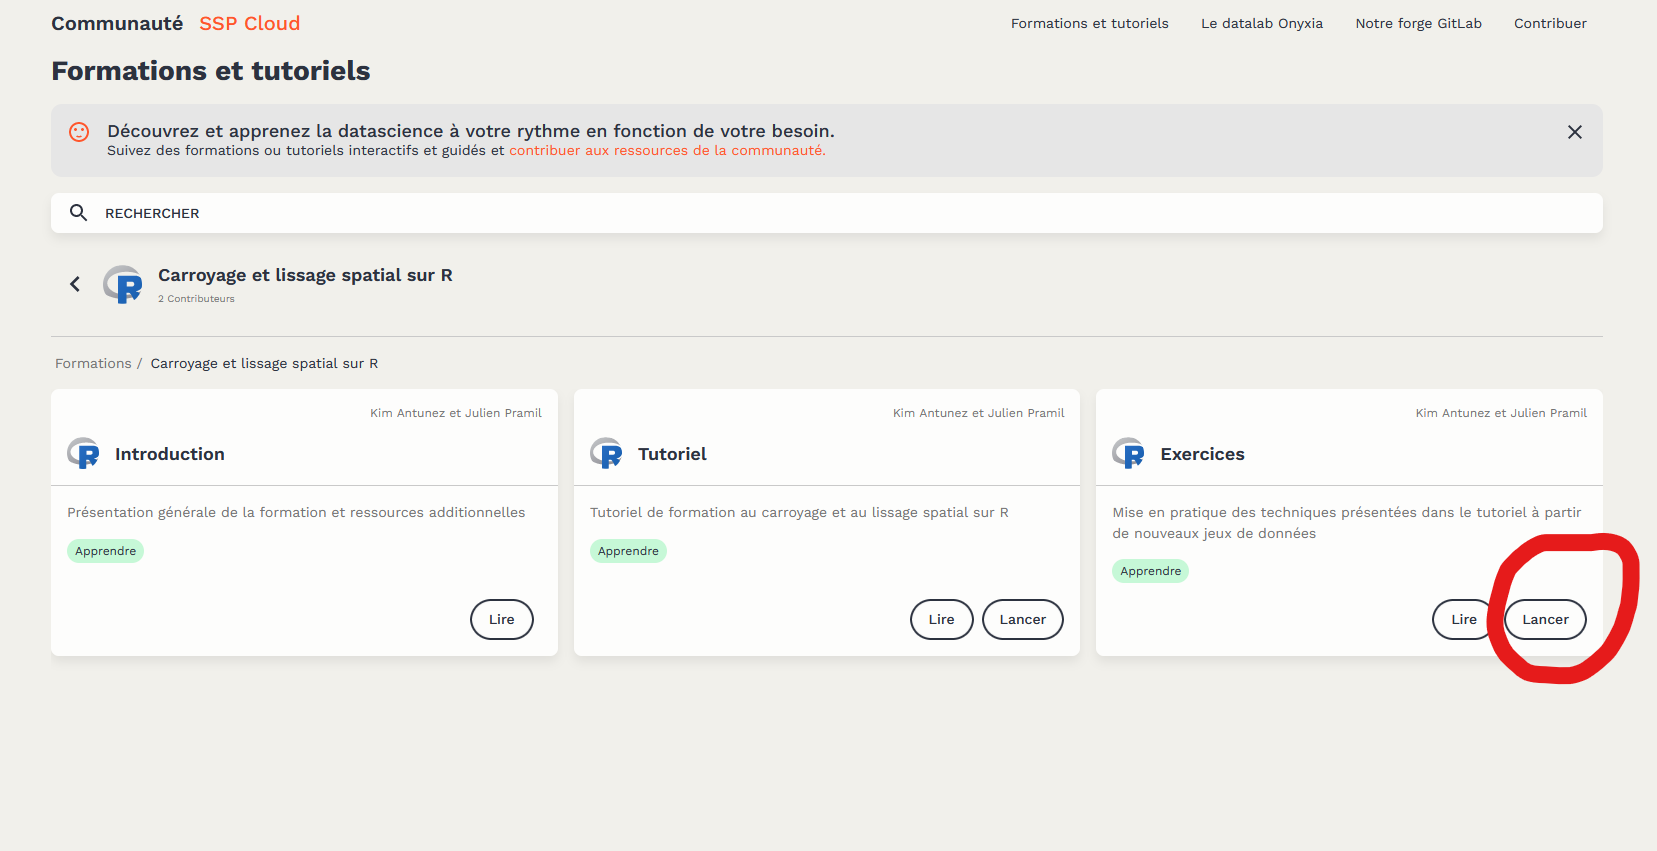 Communauté SSP Cloud Formations et tutoriels Le datalab Onyxia Notre forge GitLab Contribuer
Formations et tutoriels
Découvrez et apprenez la datascience à votre rythme en fonction de votre besoin.
Suivez des formations ou tutoriels interactifs et guidés et contribuer aux ressources de la communauté.
RECHERCHER
Carroyage et lissage spatial sur R
2 Contributeurs
Formations / Carroyage et lissage spatial sur R
Kim Antunez et Julien Pramil
Introduction
Présentation générale de la formation et ressources additionnelles
Apprendre
Lire
Kim Antunez et Julien Pramil
Tutoriel
Tutoriel de formation au carroyage et au lissage spatial sur R
Apprendre
Lire Lancer
Kim Antunez et Julien Pramil
Exercices
Mise en pratique des techniques présentées dans le tutoriel à partir
de nouveaux jeux de données
Apprendre
Lire Lancer